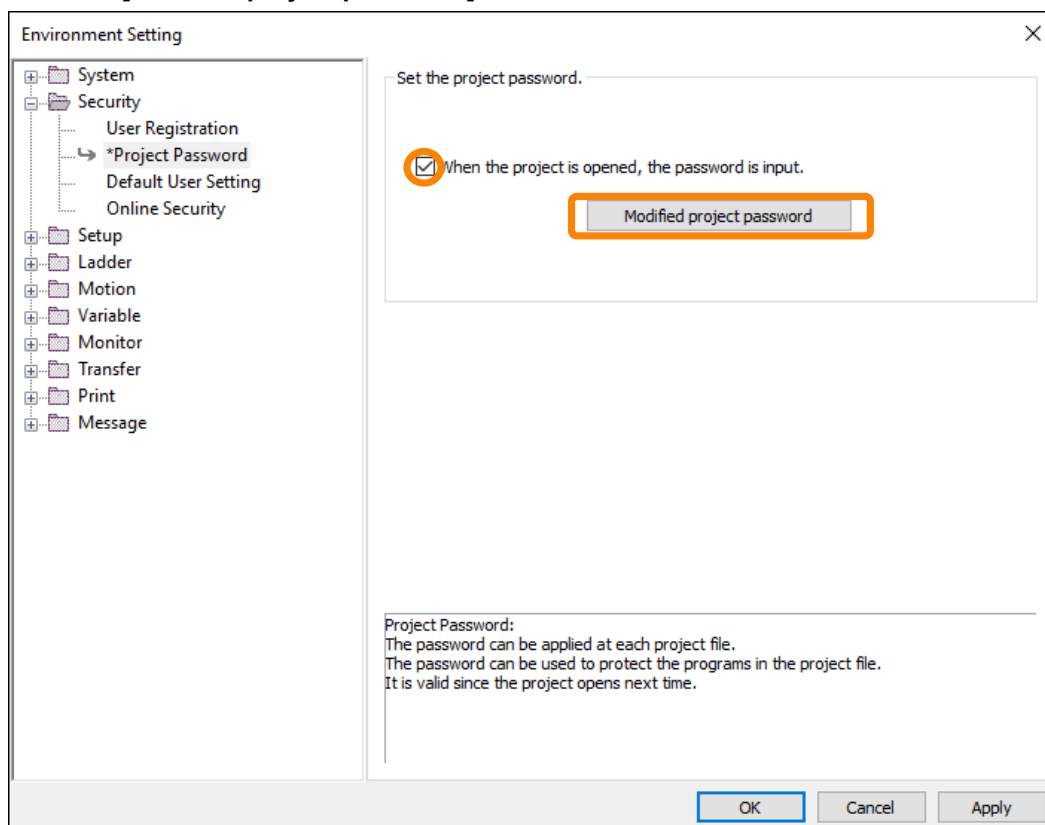 Environment Setting
System
Security
User Registration
*Project Password
Default User Setting
Online Security
Setup
Ladder
Motion
Variable
Monitor
Transfer
Print
Message
Set the project password.
When the project is opened, the password is input.
Modified project password
Project Password:
The password can be applied at each project file.
The password can be used to protect the programs in the project file.
It is valid since the project opens next time.
OK Cancel Apply